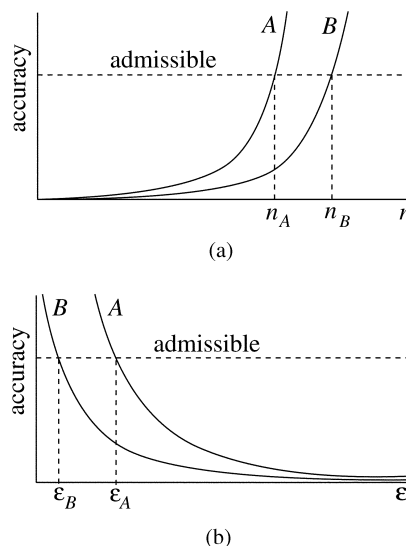 A B
admissible
accuracy
n_A n_B
(a)
B A
admissible
accuracy
ε_B ε_A ε
(b)